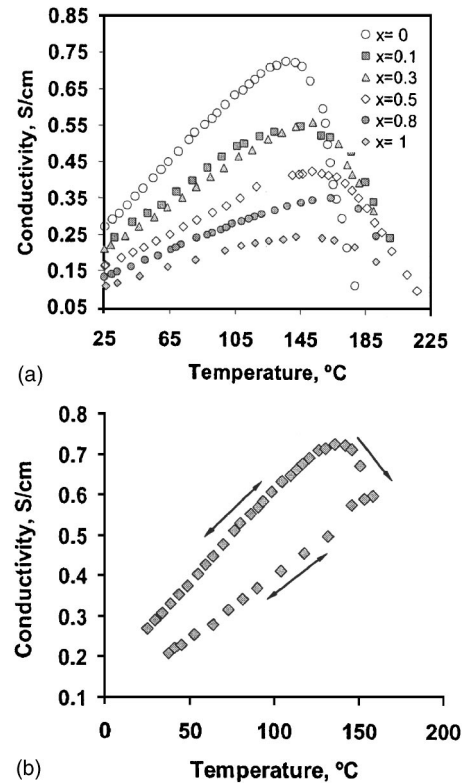 0.85
0.75
0.65
0.55
0.45
0.35
0.25
0.15
0.05
Conductivity, S/cm
x= 0
x=0.1
x=0.3
x=0.5
x=0.8
x= 1
25 65 105 145 185 225
Temperature, ºC
(a)
0.8
0.7
0.6
0.5
0.4
0.3
0.2
0.1
Conductivity, S/cm
0 50 100 150 200
Temperature, ºC
(b)